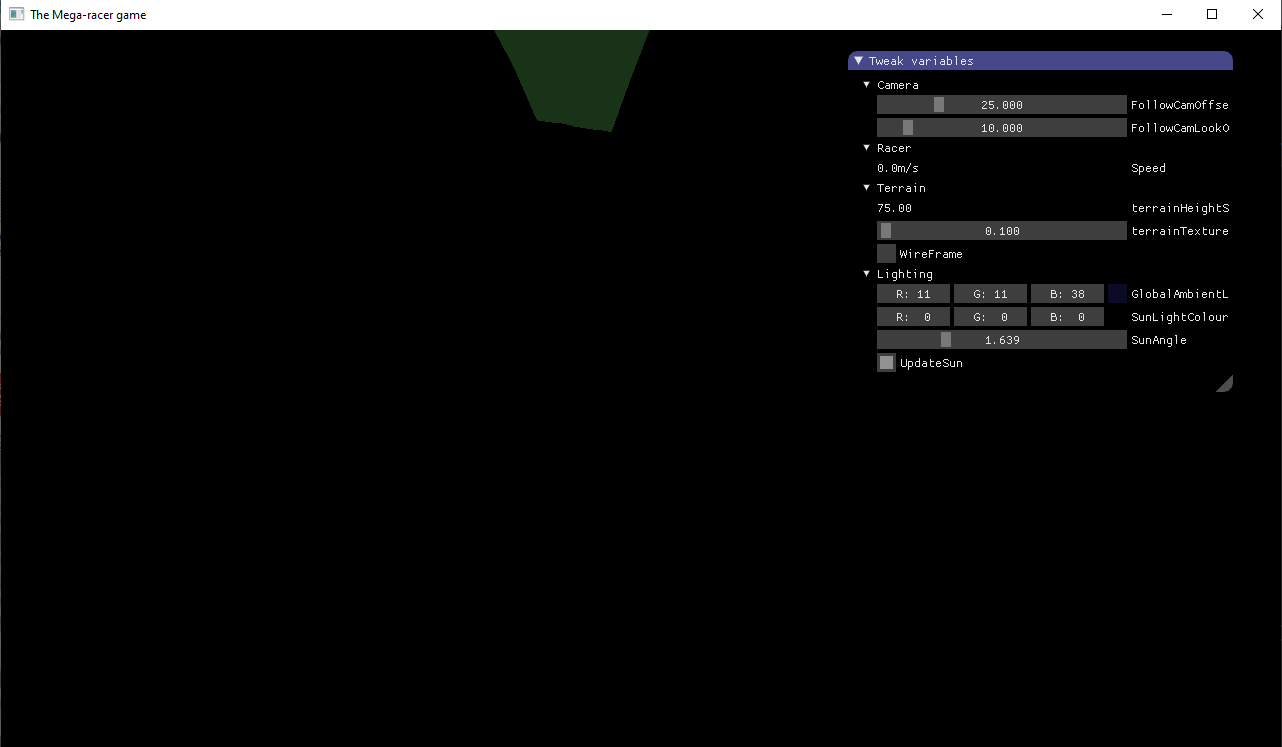 The Mega-racer game
Tweak variables
Camera
25.000 FollowCamOffse
10.000 FollowCamLookO
Racer
0.0m/s Speed
Terrain
75.00 terrainHeightS
0.100 terrainTexture
WireFrame
Lighting
R: 11 G: 11 B: 38 GlobalAmbientL
R: 0 G: 0 B: 0 SunLightColour
1.639 SunAngle
UpdateSun